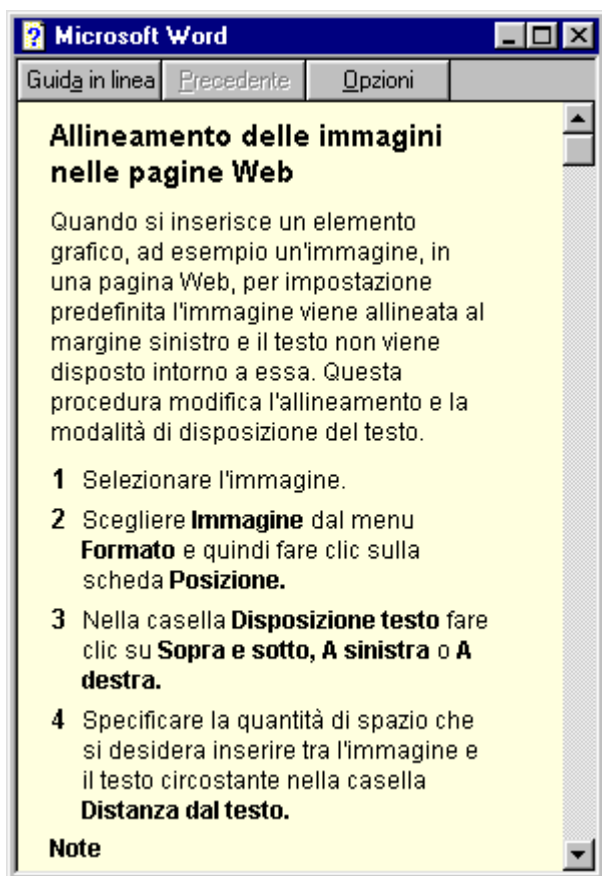 Microsoft Word
Guida in linea Precedente Opzioni
Allineamento delle immagini
nelle pagine Web
Quando si inserisce un elemento
grafico, ad esempio un'immagine, in
una pagina Web, per impostazione
predefinita l'immagine viene allineata al
margine sinistro e il testo non viene
disposto intorno a essa. Questa
procedura modifica l'allineamento e la
modalità di disposizione del testo.
1 Selezionare l'immagine.
2 Scegliere Immagine dal menu
Formato e quindi fare clic sulla
scheda Posizione.
3 Nella casella Disposizione testo fare
clic su Sopra e sotto, A sinistra o A
destra.
4 Specificare la quantità di spazio che
si desidera inserire tra l'immagine e
il testo circostante nella casella
Distanza dal testo.
Note